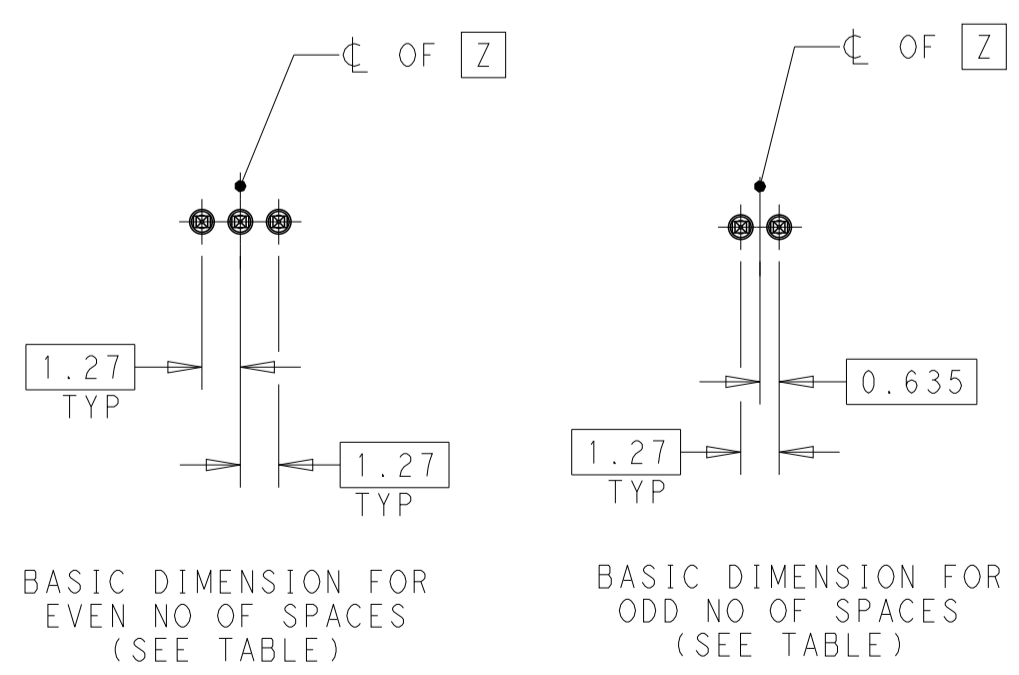 ℄ OF Z
1.27
TYP
1.27
TYP
BASIC DIMENSION FOR
EVEN NO OF SPACES
(SEE TABLE)
℄ OF Z
0.635
1.27
TYP
BASIC DIMENSION FOR
ODD NO OF SPACES
(SEE TABLE)